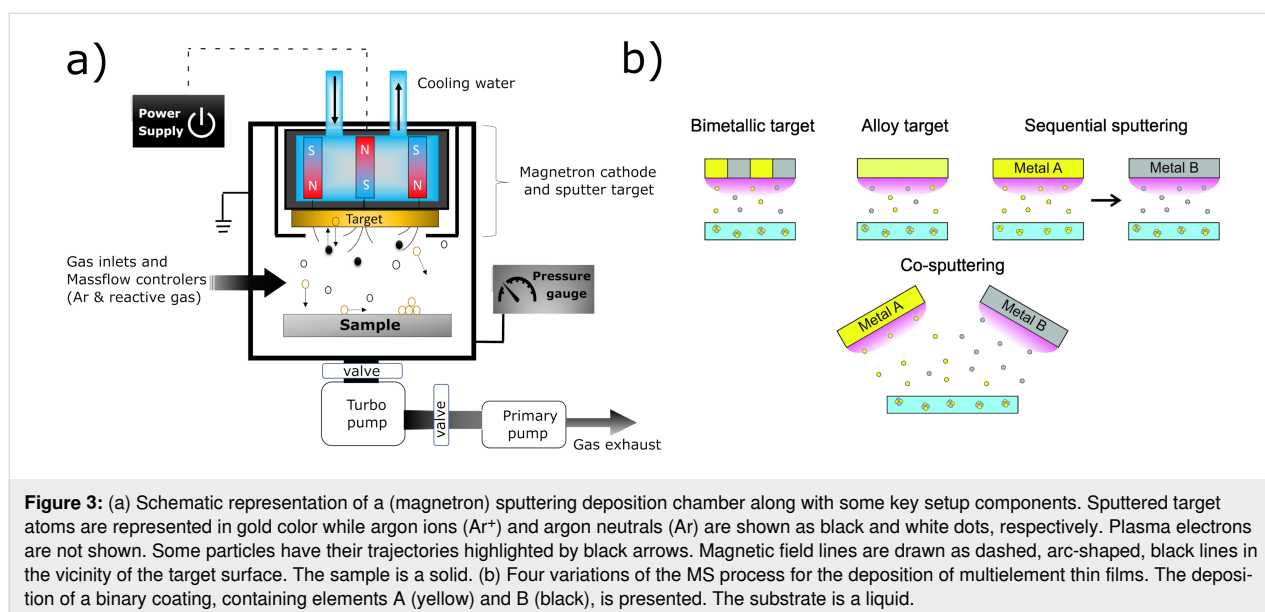 a)
Power
Supply
Cooling water
S
N
S
N
S
N
Magnetron cathode
and sputter target
Target
Gas inlets and
Massflow controlers
(Ar & reactive gas)
Pressure
gauge
Sample
valve
Turbo
pump
valve
Primary
pump
Gas exhaust
b)
Bimetallic target
Alloy target
Sequential sputtering
Metal A
Metal B
Co-sputtering
Metal A
Metal B
Figure 3: (a) Schematic representation of a (magnetron) sputtering deposition chamber along with some key setup components. Sputtered target
atoms are represented in gold color while argon ions (Ar⁺) and argon neutrals (Ar) are shown as black and white dots, respectively. Plasma electrons
are not shown. Some particles have their trajectories highlighted by black arrows. Magnetic field lines are drawn as dashed, arc-shaped, black lines in
the vicinity of the target surface. The sample is a solid. (b) Four variations of the MS process for the deposition of multielement thin films. The deposi-
tion of a binary coating, containing elements A (yellow) and B (black), is presented. The substrate is a liquid.